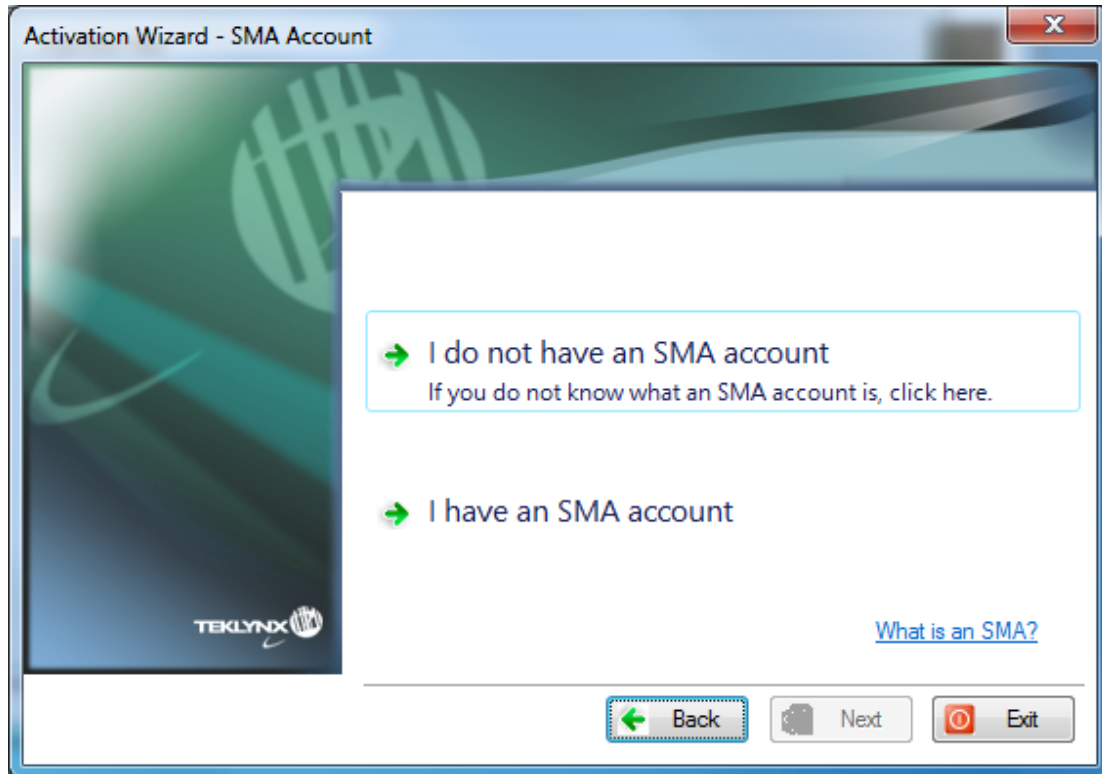 Activation Wizard - SMA Account
I do not have an SMA account
If you do not know what an SMA account is, click here.
I have an SMA account
TEKLYNX
What is an SMA?
Back
Next
Exit